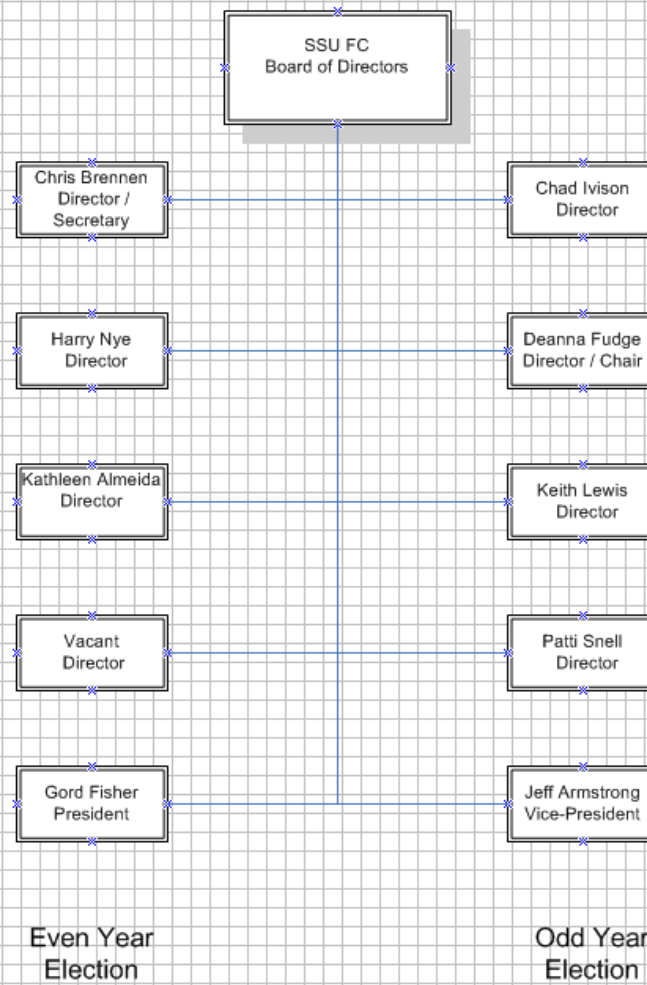 SSU FC
Board of Directors
Chris Brennen
Director /
Secretary
Chad Ivison
Director
Harry Nye
Director
Deanna Fudge
Director / Chair
Kathleen Almeida
Director
Keith Lewis
Director
Vacant
Director
Patti Snell
Director
Gord Fisher
President
Jeff Armstrong
Vice-President
Even Year
Election
Odd Year
Election